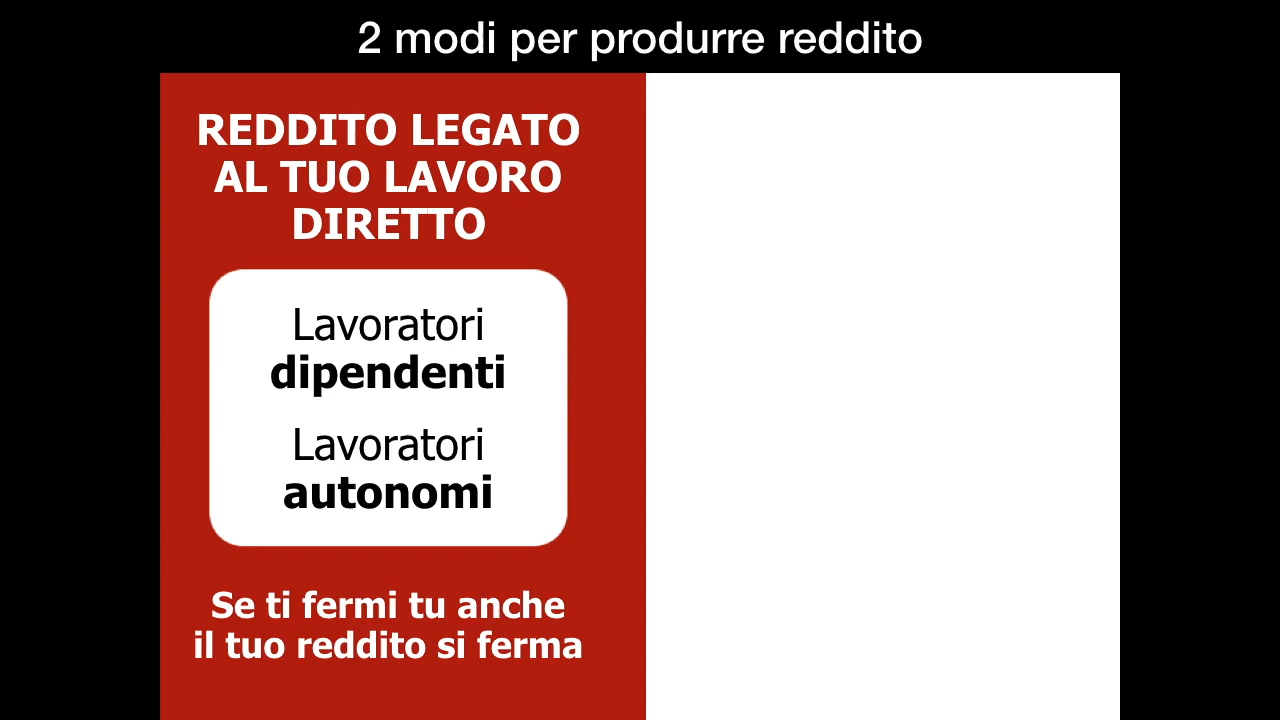 2 modi per produrre reddito
REDDITO LEGATO
AL TUO LAVORO
DIRETTO
Lavoratori
dipendenti
Lavoratori
autonomi
Se ti fermi tu anche
il tuo reddito si ferma